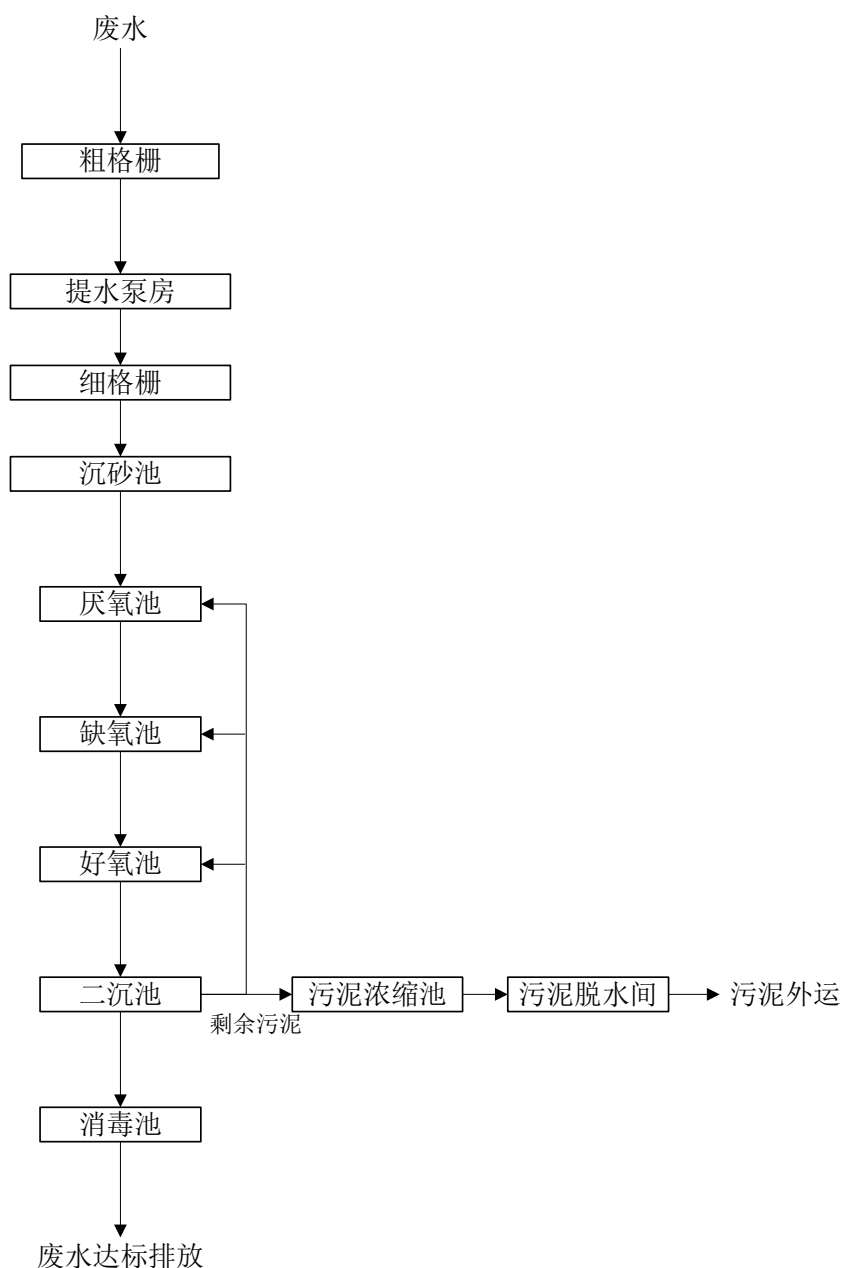 废水
粗格栅
提水泵房
细格栅
沉砂池
厌氧池
缺氧池
好氧池
二沉池
剩余污泥
污泥浓缩池
污泥脱水间
污泥外运
消毒池
废水达标排放